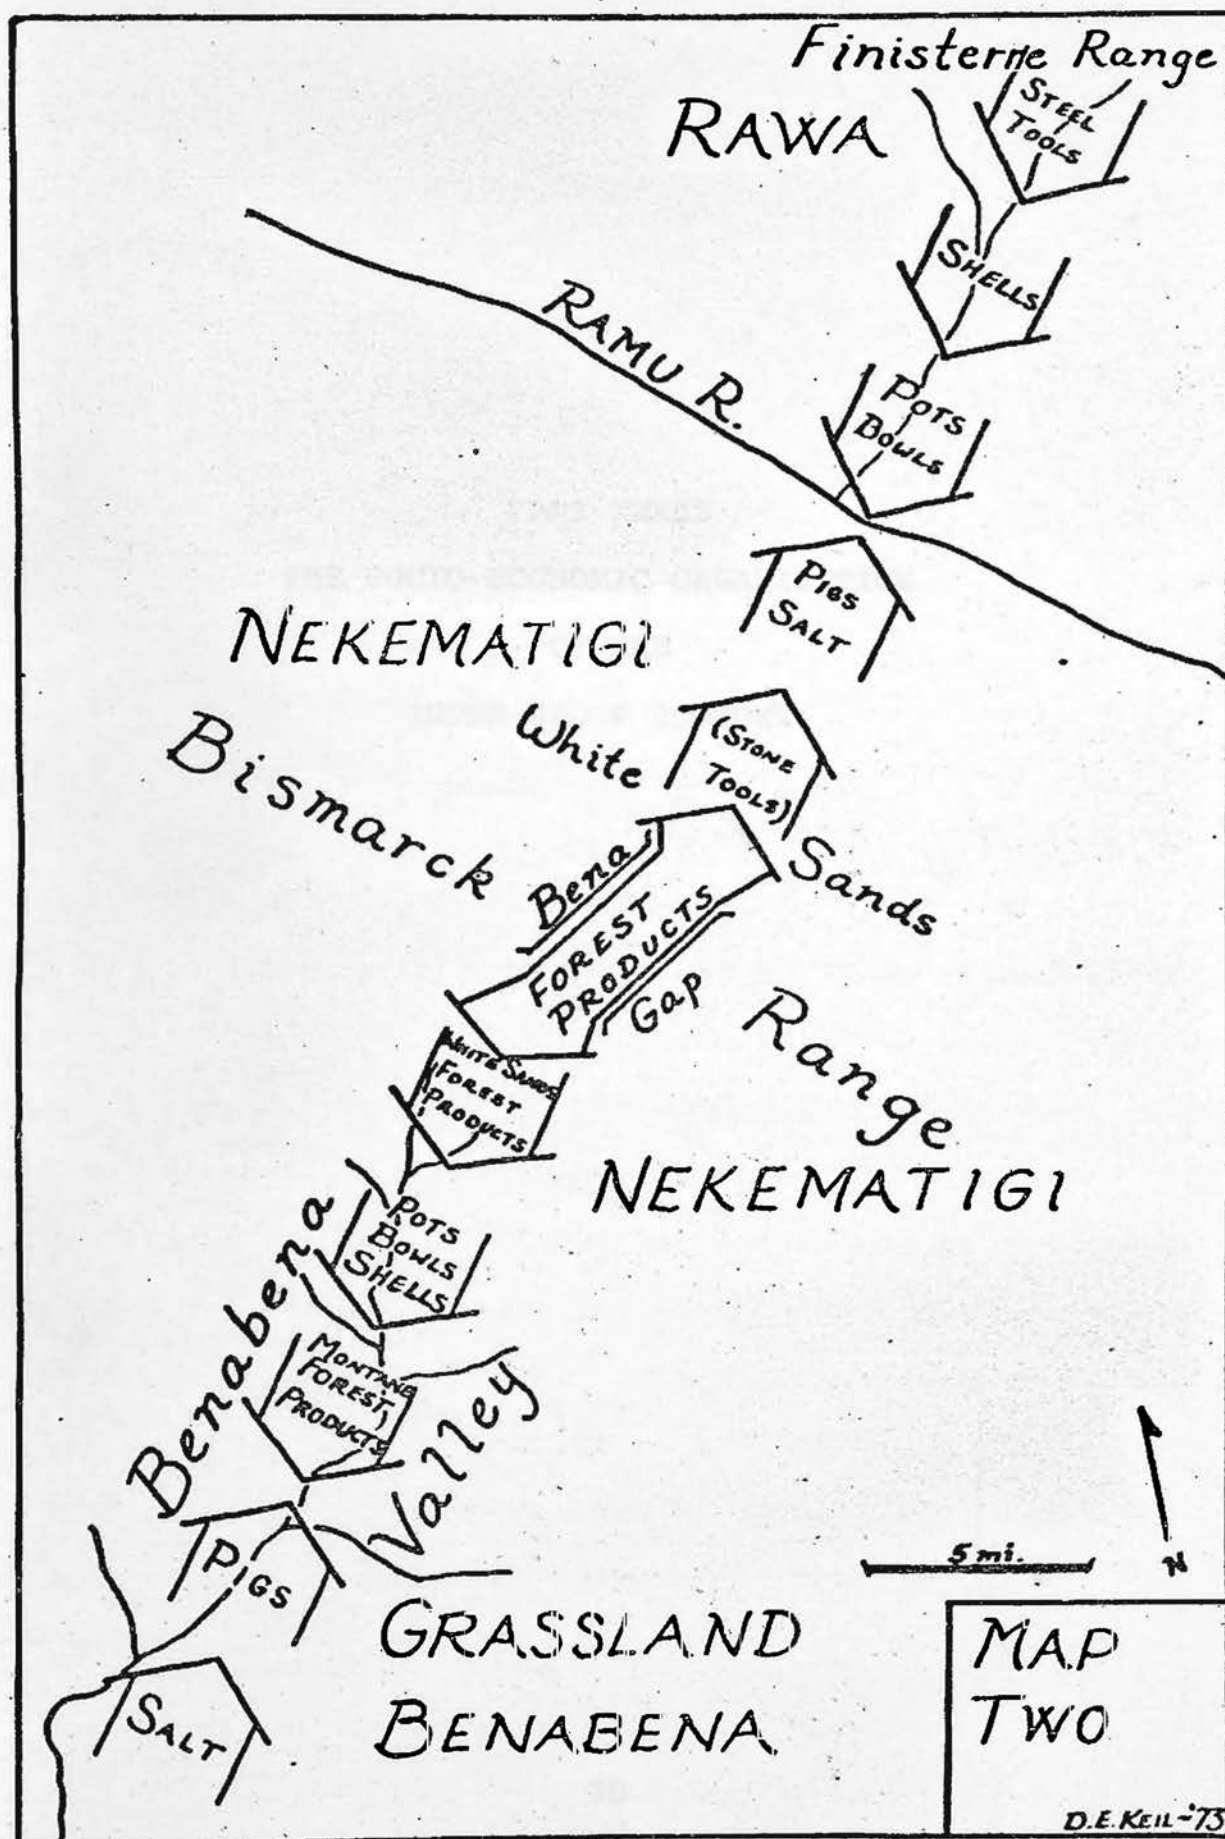 Finisterne Range
RAWA
STEEL
TOOLS
SHELLS
RAMU R.
POTS
BOWLS
PIGS
SALT
NEKEMATIGI
White
Sands
(STONE
TOOLS)
Bismarck
Range
Bena
Gap
FOREST
PRODUCTS
WHITE SANDS
FOREST
PRODUCTS
NEKEMATIGI
POTS
BOWLS
SHELLS
Benabena
Valley
MONTANE
FOREST
PRODUCTS
PIGS
SALT
GRASSLAND
BENABENA
5 mi.
N
MAP
TWO
D.E. KEIL-'73